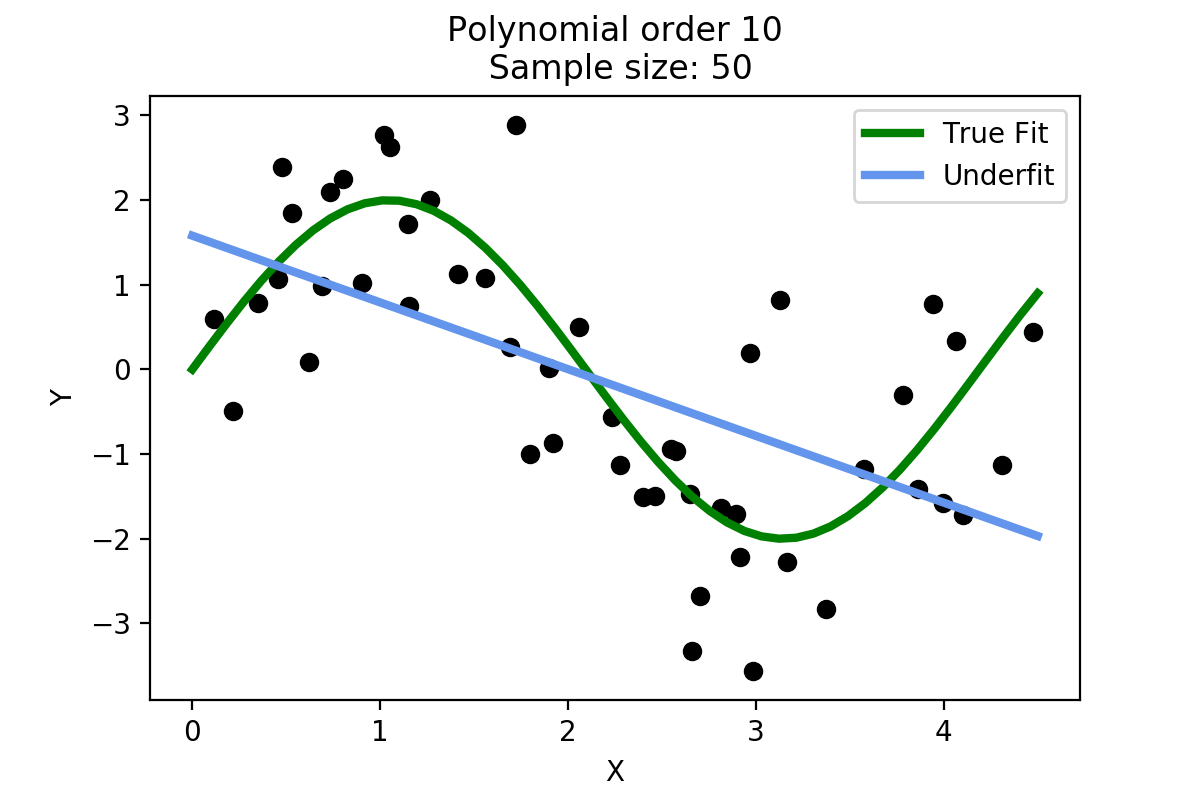 Polynomial order 10
Sample size: 50
True Fit
Underfit
3
2
1
0
−1
−2
−3
Y
0 1 2 3 4
X